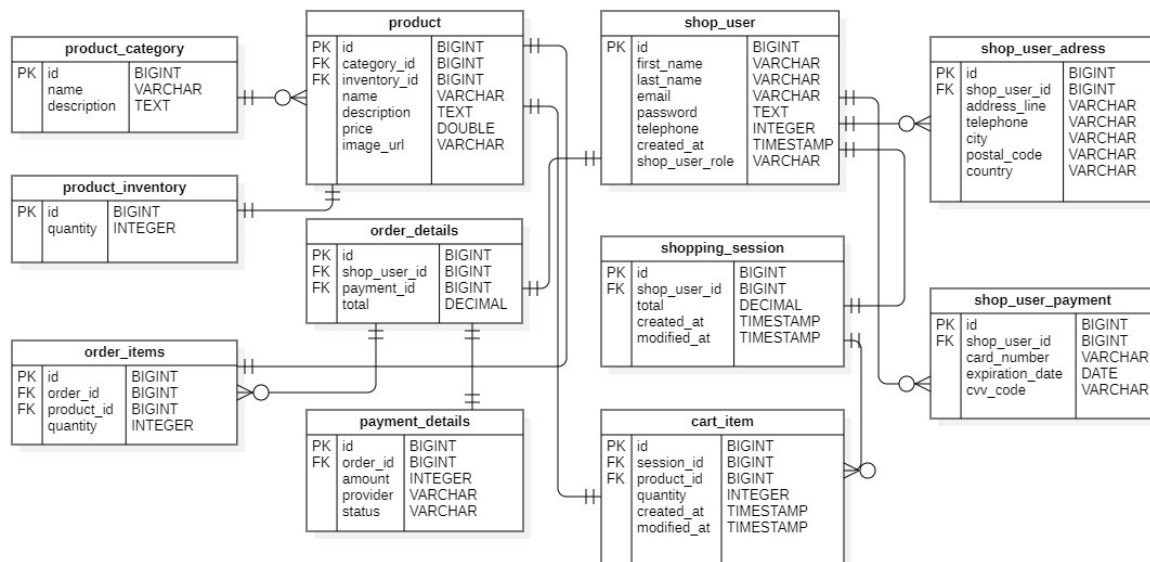 product_category
PK id BIGINT
name VARCHAR
description TEXT
product
PK id BIGINT
FK category_id BIGINT
FK inventory_id BIGINT
name VARCHAR
description TEXT
price DOUBLE
image_url VARCHAR
shop_user
PK id BIGINT
first_name VARCHAR
last_name VARCHAR
email VARCHAR
password TEXT
telephone INTEGER
created_at TIMESTAMP
shop_user_role VARCHAR
shop_user_adress
PK id BIGINT
FK shop_user_id BIGINT
address_line VARCHAR
telephone VARCHAR
city VARCHAR
postal_code VARCHAR
country VARCHAR
product_inventory
PK id BIGINT
quantity INTEGER
order_details
PK id BIGINT
FK shop_user_id BIGINT
FK payment_id BIGINT
total DECIMAL
shopping_session
PK id BIGINT
FK shop_user_id BIGINT
total DECIMAL
created_at TIMESTAMP
modified_at TIMESTAMP
shop_user_payment
PK id BIGINT
FK shop_user_id BIGINT
card_number VARCHAR
expiration_date DATE
cvv_code VARCHAR
order_items
PK id BIGINT
FK order_id BIGINT
FK product_id BIGINT
quantity INTEGER
payment_details
PK id BIGINT
FK order_id BIGINT
amount INTEGER
provider VARCHAR
status VARCHAR
cart_item
PK id BIGINT
FK session_id BIGINT
FK product_id BIGINT
quantity INTEGER
created_at TIMESTAMP
modified_at TIMESTAMP